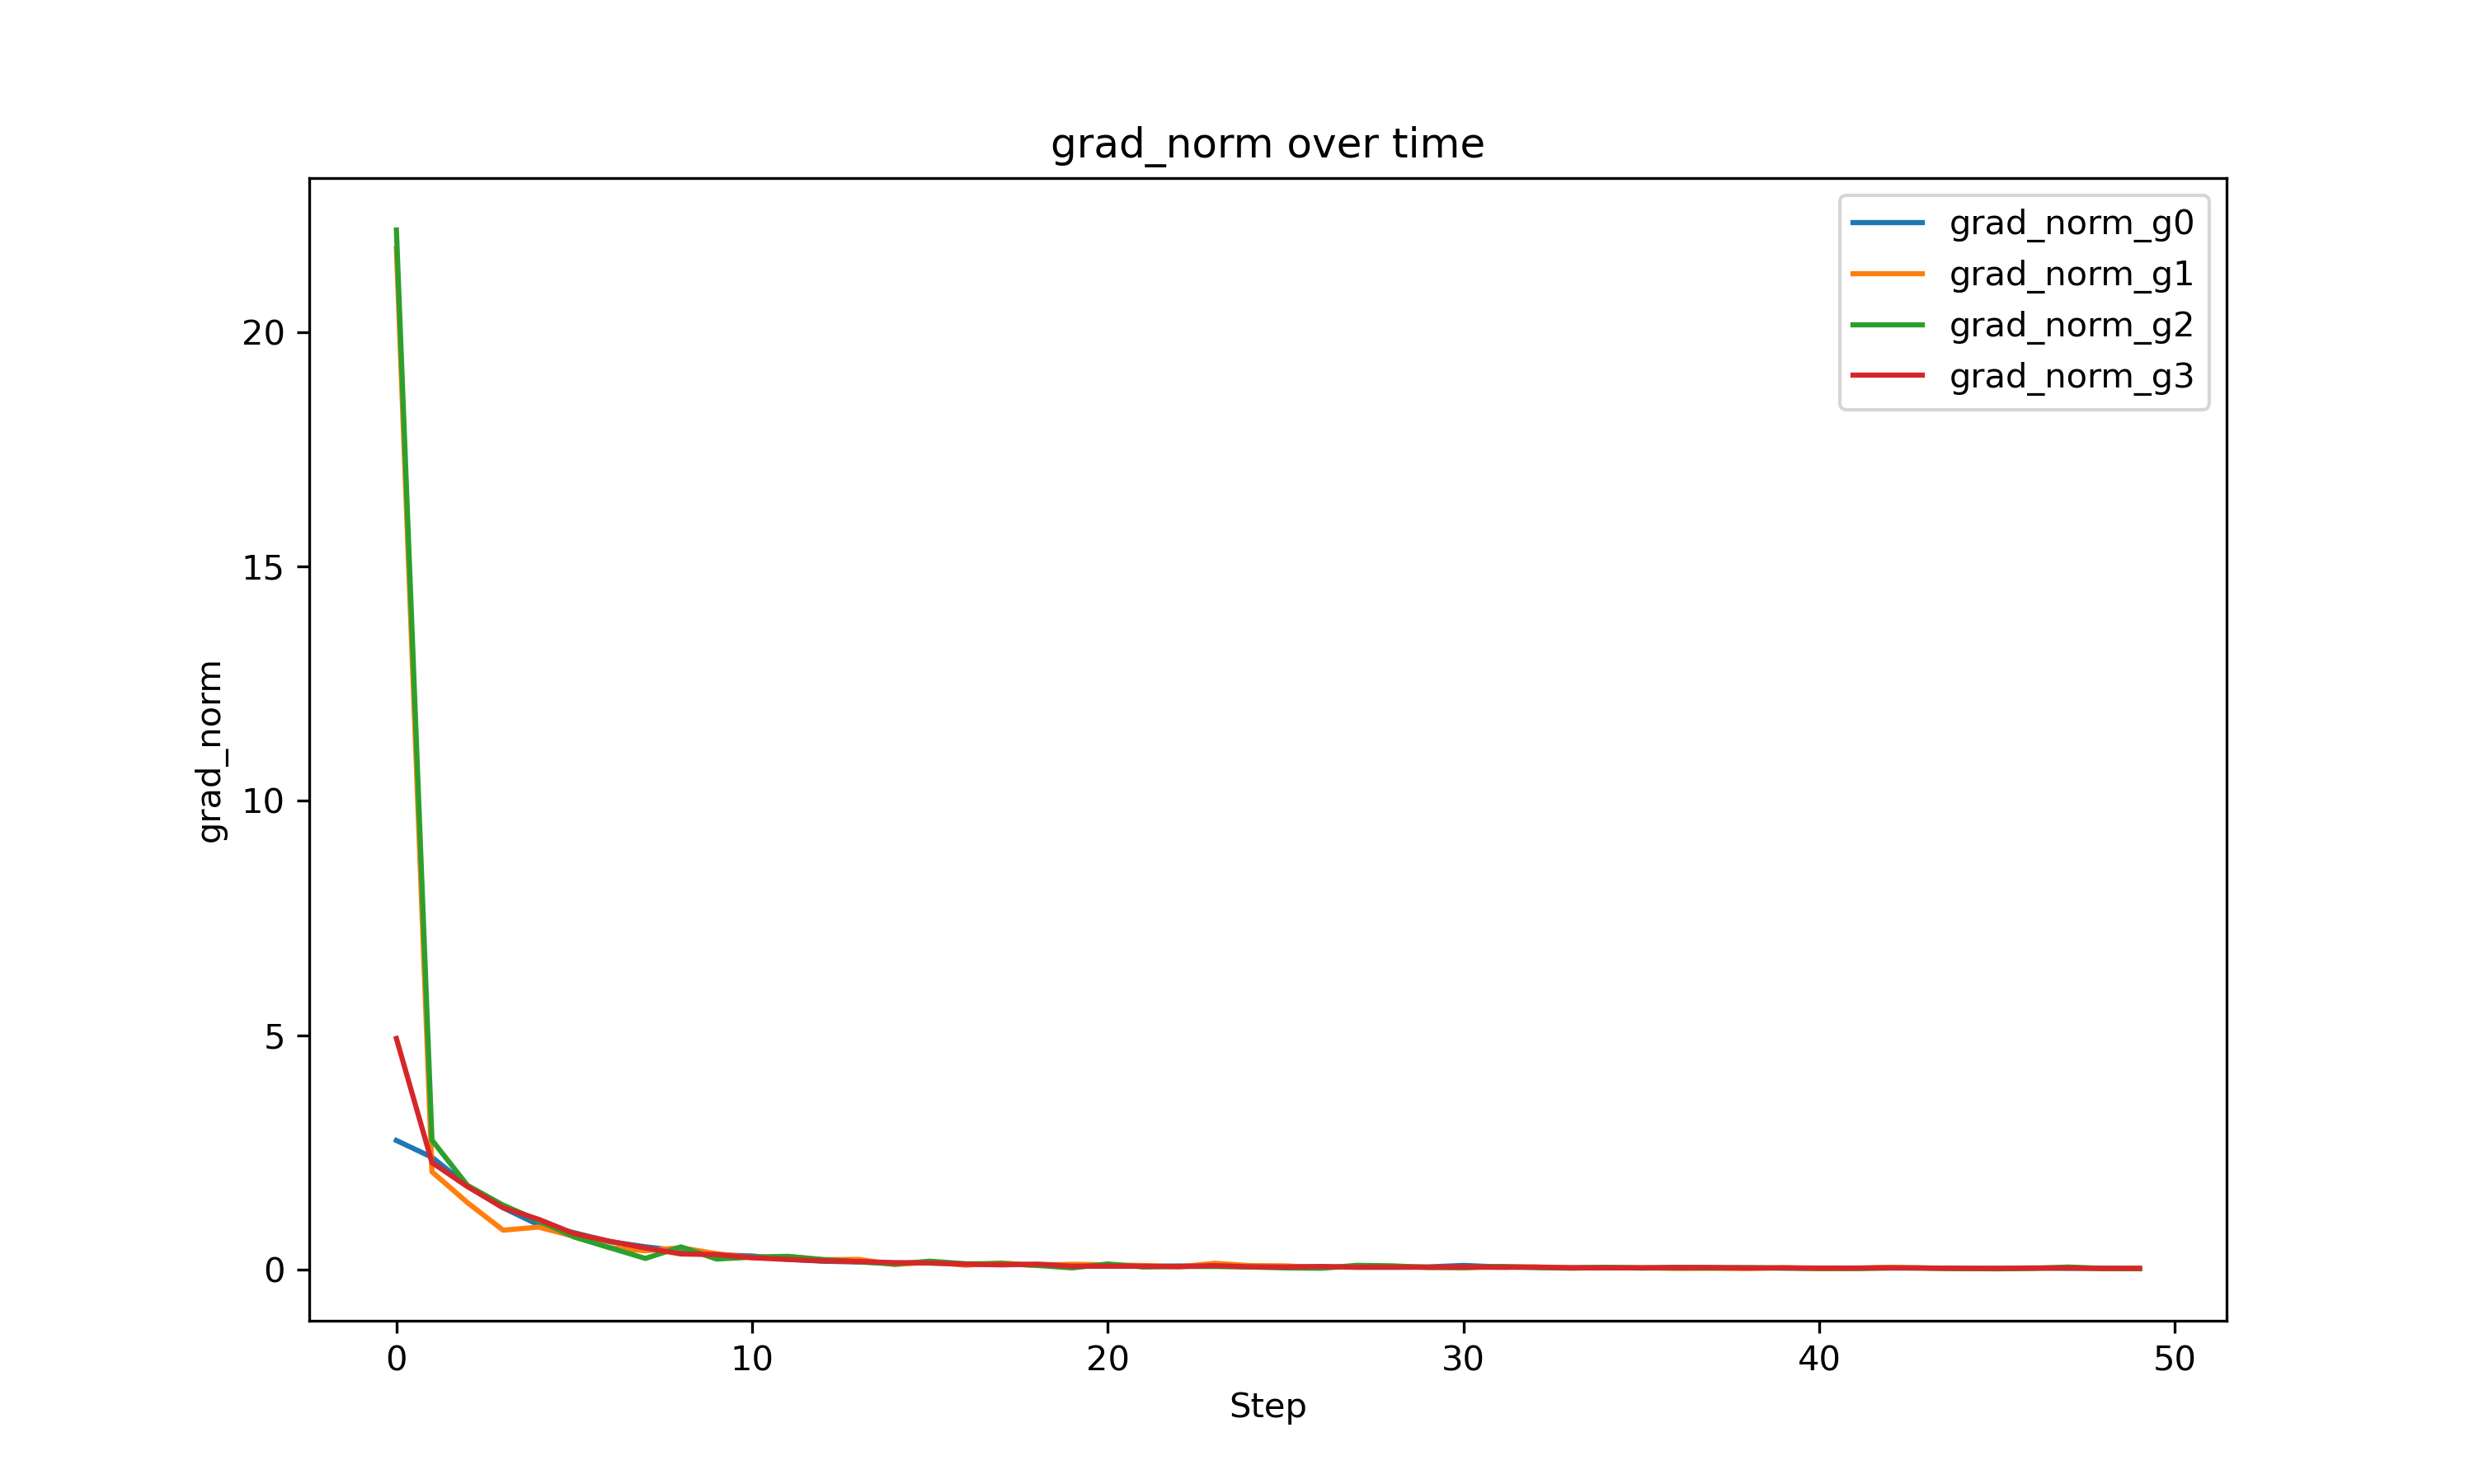 grad_norm over time
grad_norm_g0
grad_norm_g1
grad_norm_g2
grad_norm_g3
20
15
10
5
0
grad_norm
0 10 20 30 40 50
Step